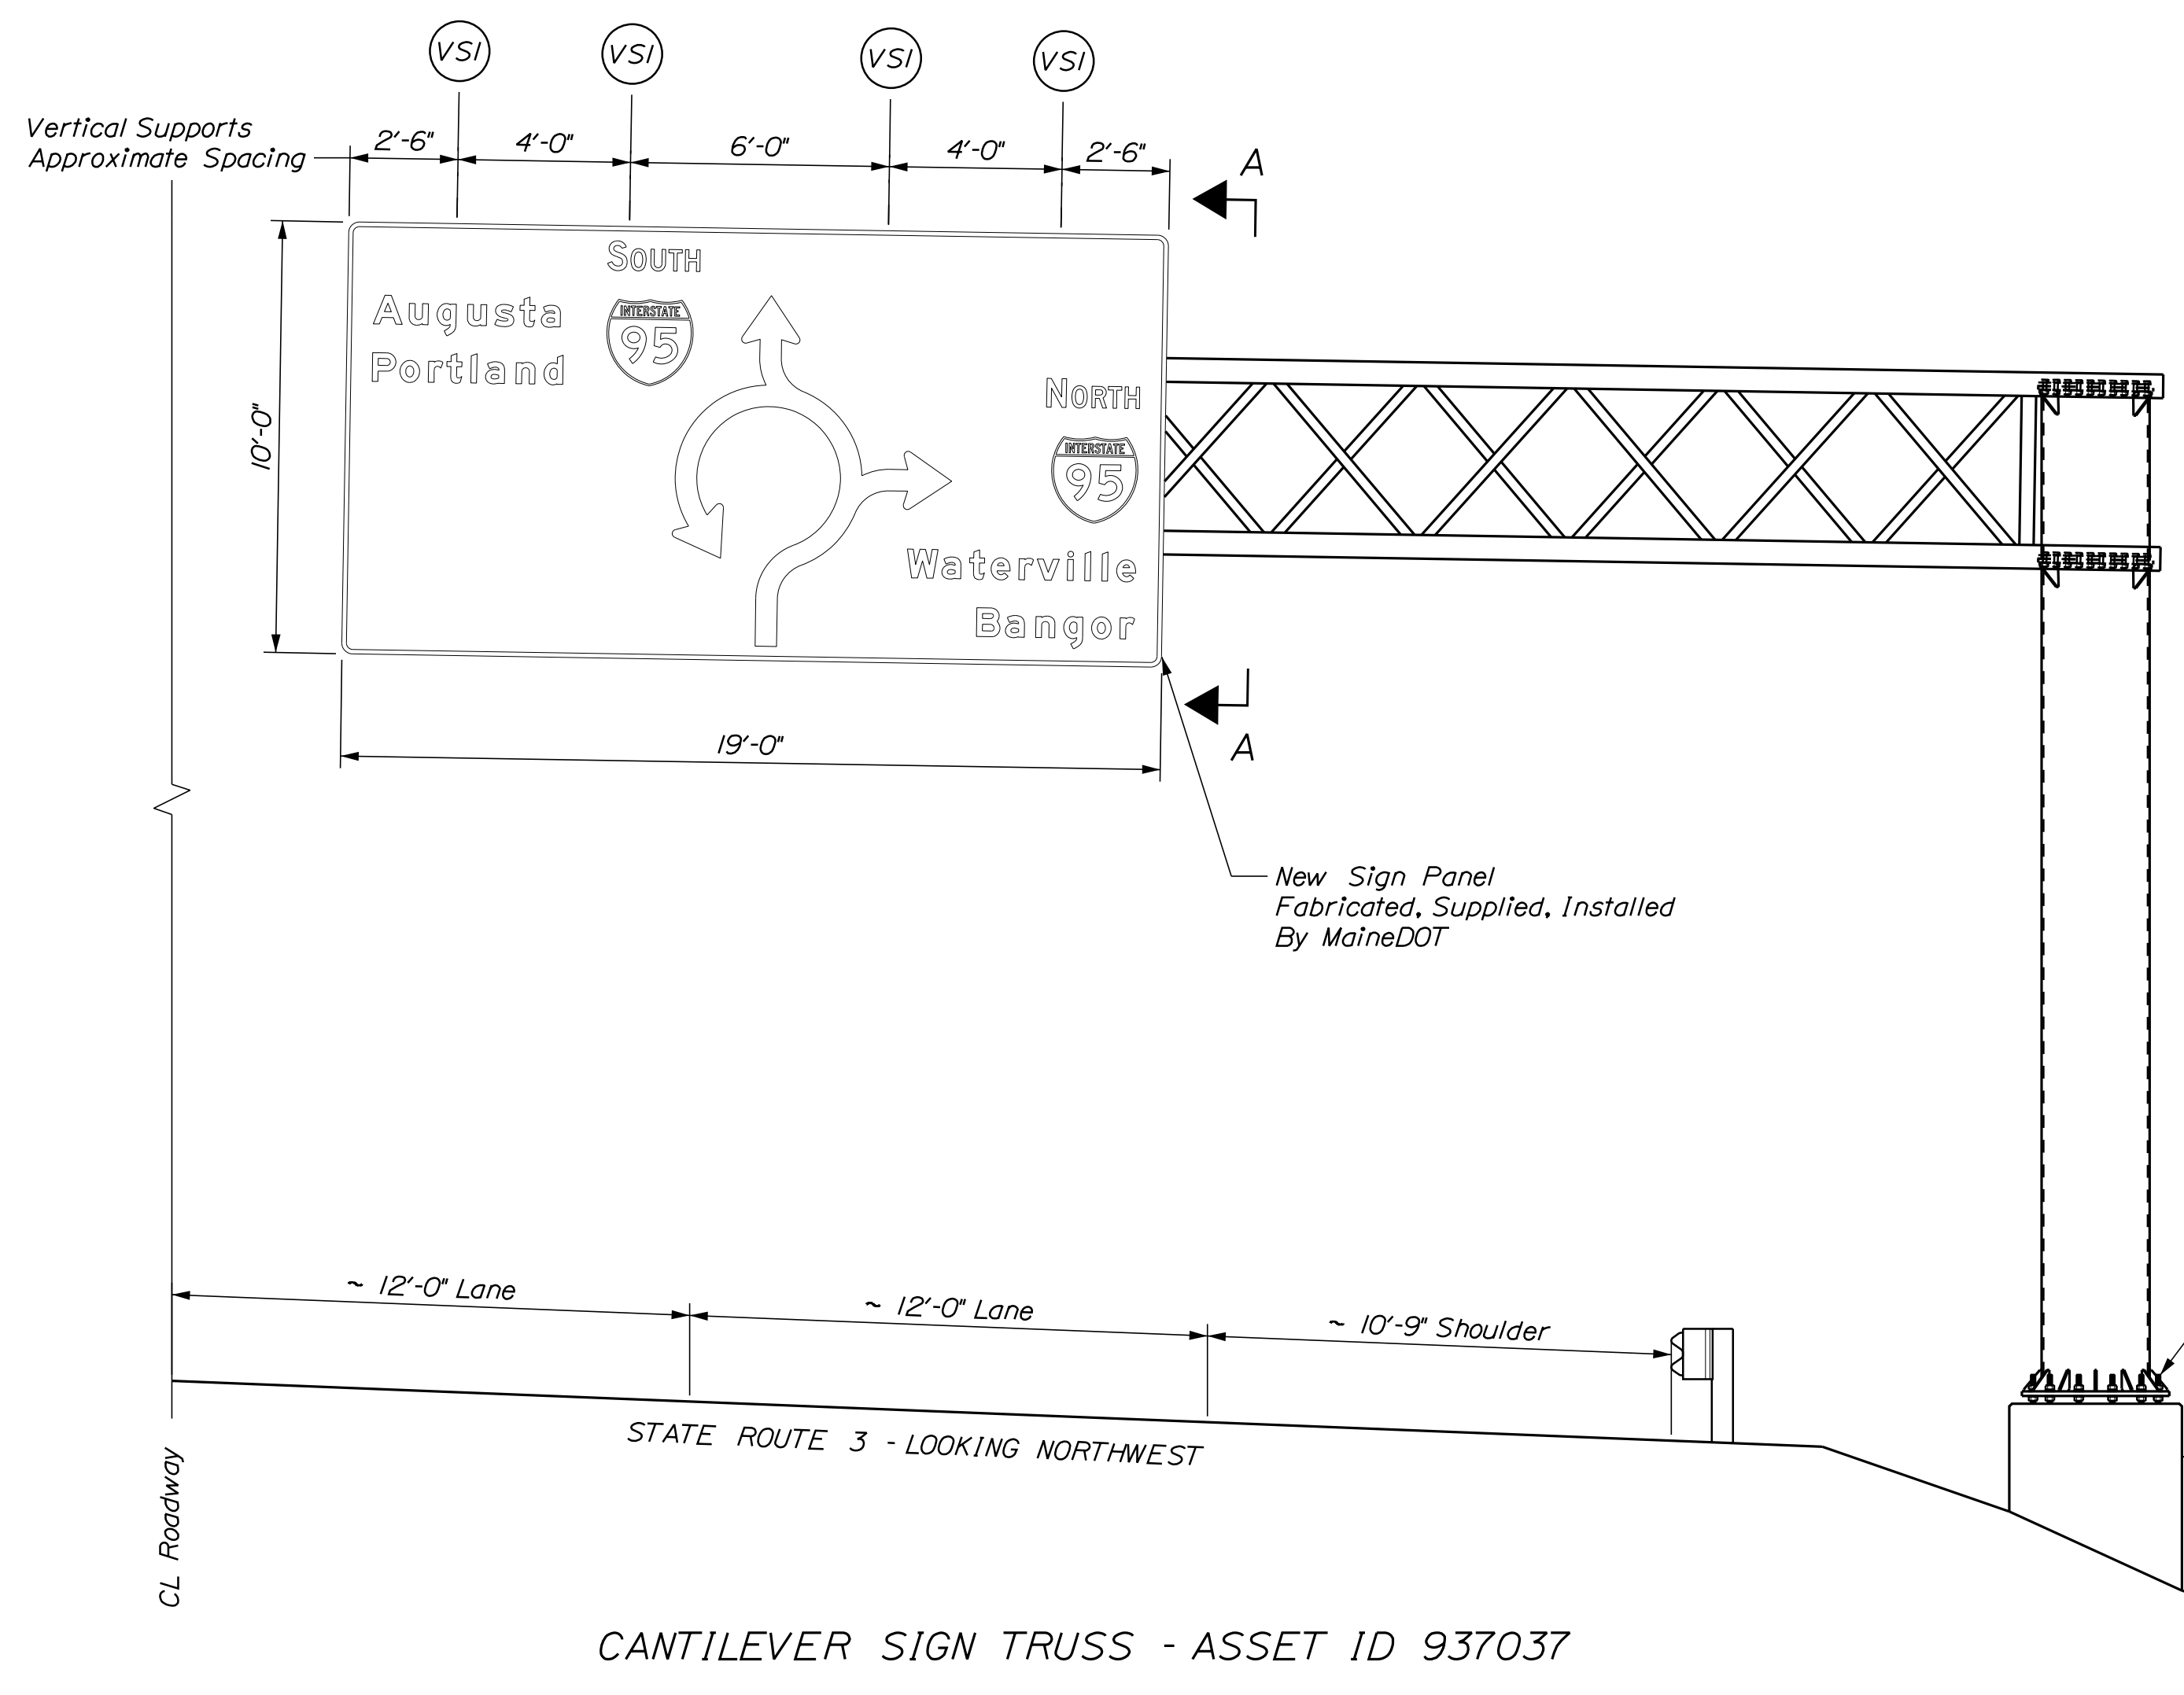 VSI VSI VSI VSI
Vertical Supports
Approximate Spacing
2'-6" 4'-0" 6'-0" 4'-0" 2'-6"
A
10'-0"
SOUTH
Augusta
Portland
INTERSTATE
95
NORTH
INTERSTATE
95
Waterville
Bangor
19'-0"
A
New Sign Panel
Fabricated, Supplied, Installed
By MaineDOT
~ 12'-0" Lane
~ 12'-0" Lane
~ 10'-9" Shoulder
STATE ROUTE 3 - LOOKING NORTHWEST
CL Roadway
CANTILEVER SIGN TRUSS - ASSET ID 937037